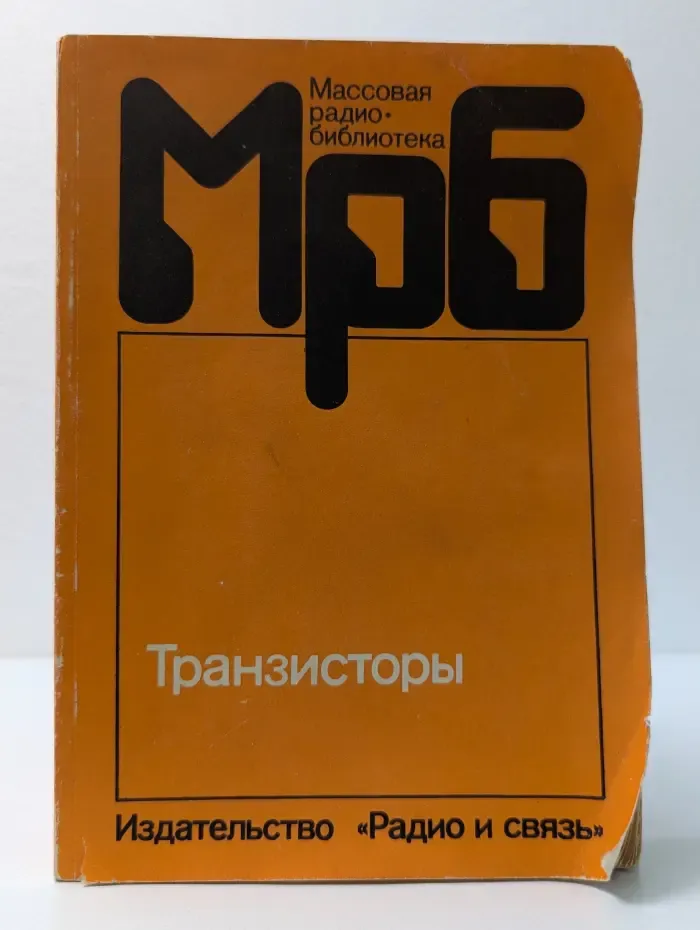 Массовая
радио-
библиотека
Мрб
Транзисторы
Издательство «Радио и связь»